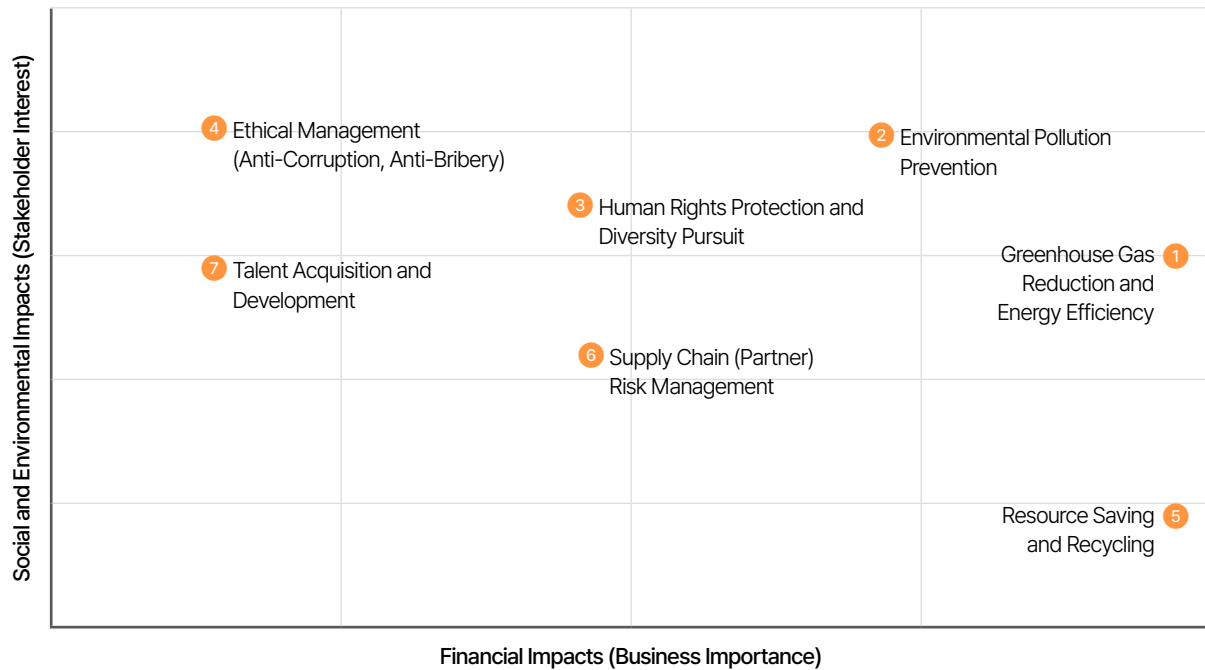 Social and Environmental Impacts (Stakeholder Interest)
4 Ethical Management
(Anti-Corruption, Anti-Bribery)
2 Environmental Pollution
Prevention
3 Human Rights Protection and
Diversity Pursuit
Greenhouse Gas 1
Reduction and
Energy Efficiency
7 Talent Acquisition and
Development
6 Supply Chain (Partner)
Risk Management
Resource Saving 5
and Recycling
Financial Impacts (Business Importance)